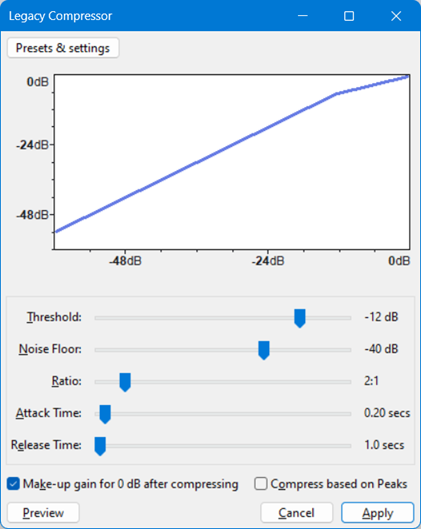 Legacy Compressor
Presets & settings
0dB
-24dB
-48dB
-48dB -24dB 0dB
Threshold: -12 dB
Noise Floor: -40 dB
Ratio: 2:1
Attack Time: 0.20 secs
Release Time: 1.0 secs
Make-up gain for 0 dB after compressing Compress based on Peaks
Preview Cancel Apply